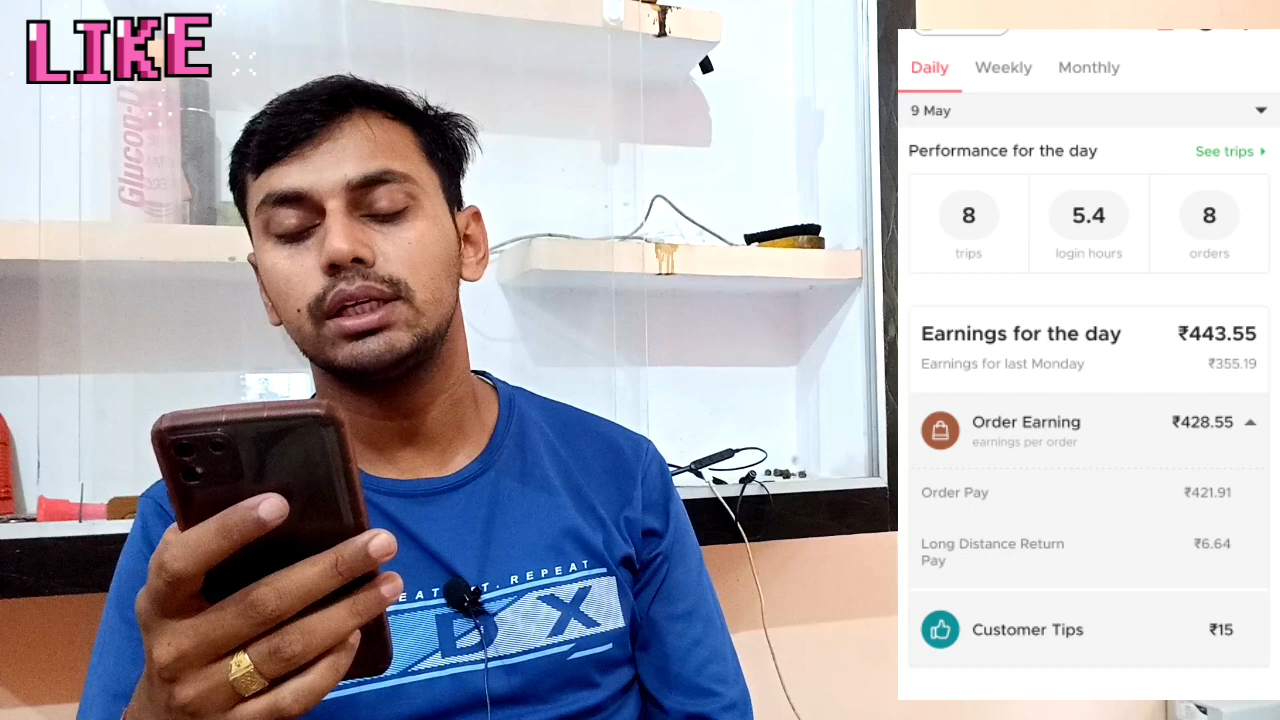 LIKE
Glucon-D
EAT
T. REPEAT
DX
Daily Weekly Monthly
9 May
Performance for the day See trips
8 5.4 8
trips login hours orders
Earnings for the day ₹443.55
Earnings for last Monday ₹355.19
Order Earning ₹428.55
earnings per order
Order Pay ₹421.91
Long Distance Return ₹6.64
Pay
Customer Tips ₹15